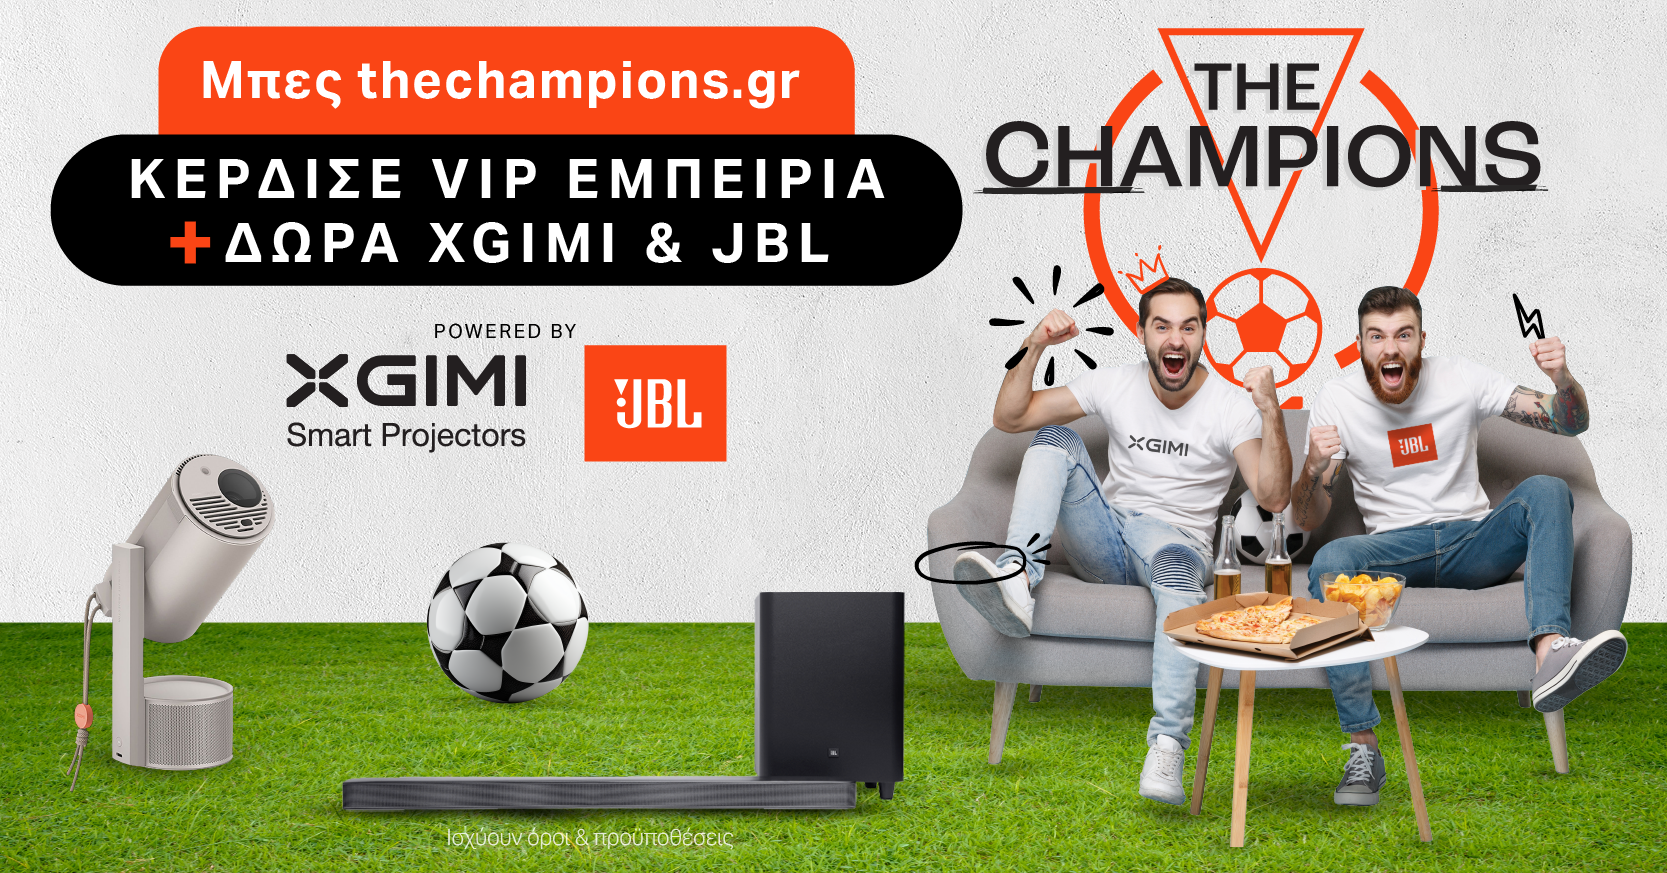 Μπες thechampions.gr
ΚΕΡΔΙΣΕ VIP ΕΜΠΕΙΡΙΑ
+ΔΩΡΑ XGIMI & JBL
POWERED BY
XGIMI
Smart Projectors
JBL
THE
CHAMPIONS
XGIMI
JBL
JBL
Ισχύουν όροι & προϋποθέσεις